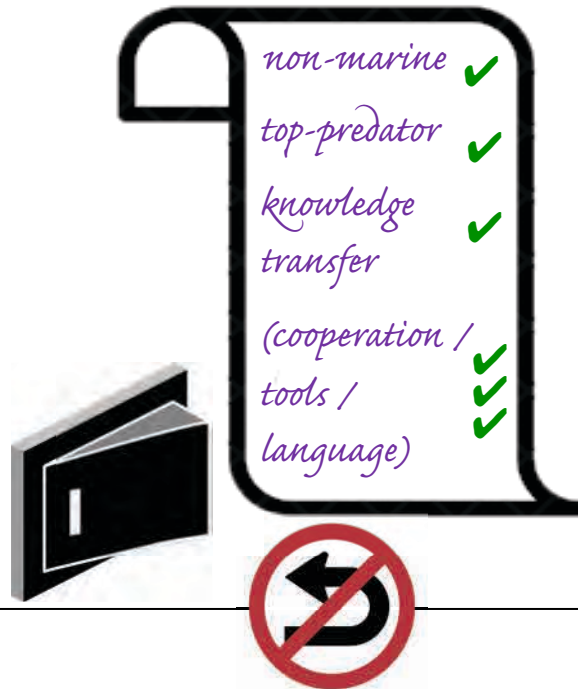 non-marine ✔
top-predator ✔
knowledge ✔
transfer
(cooperation / ✔
tools / ✔
language) ✔